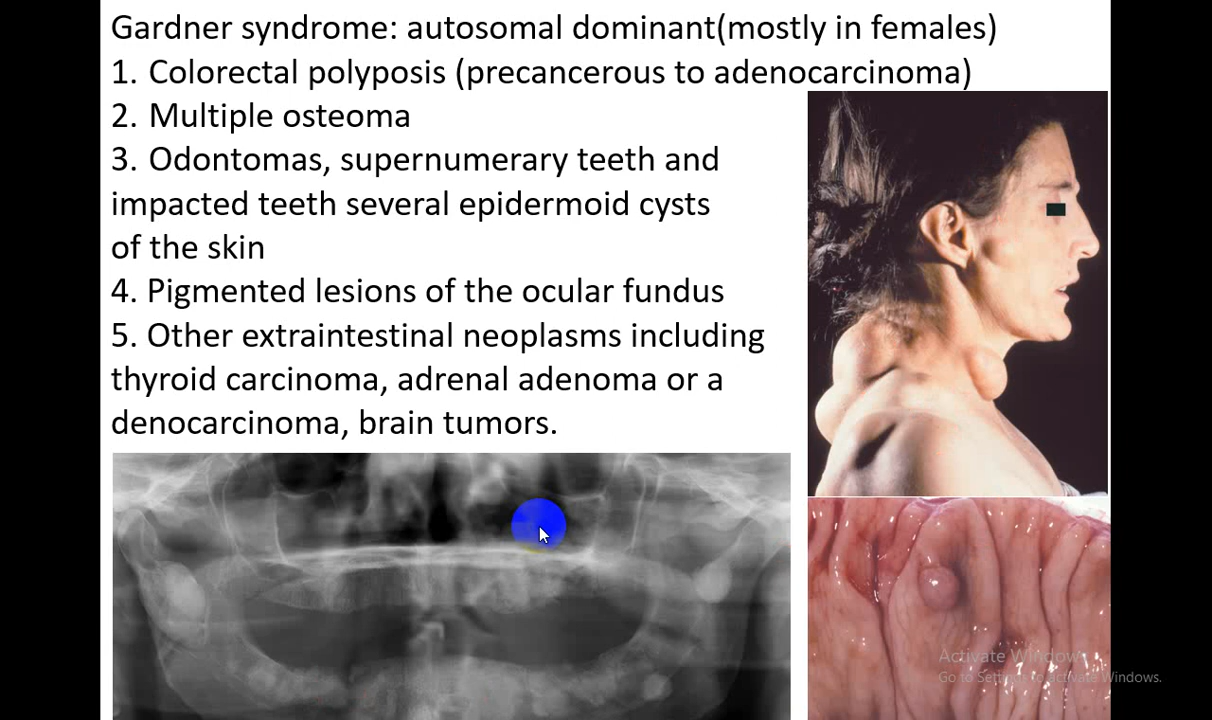 Gardner syndrome: autosomal dominant(mostly in females)
1. Colorectal polyposis (precancerous to adenocarcinoma)
2. Multiple osteoma
3. Odontomas, supernumerary teeth and
impacted teeth several epidermoid cysts
of the skin
4. Pigmented lesions of the ocular fundus
5. Other extraintestinal neoplasms including
thyroid carcinoma, adrenal adenoma or a
denocarcinoma, brain tumors.
Activate Windows
Go to Settings to activate Windows.